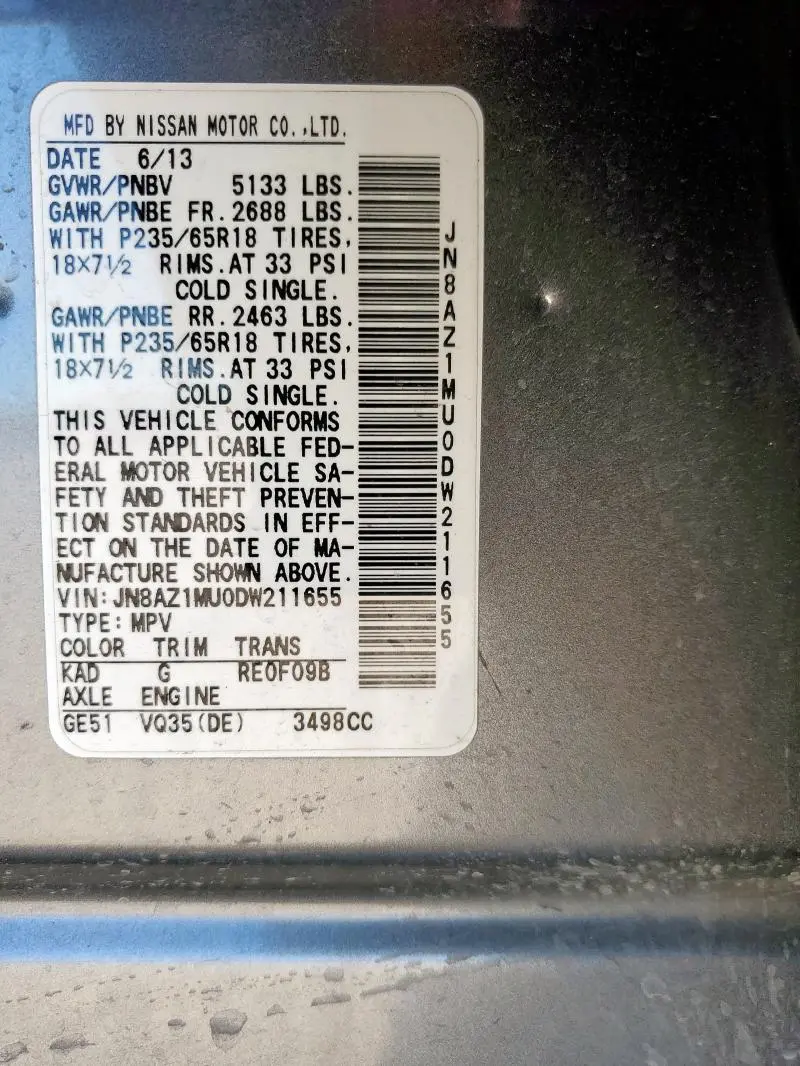 MFD BY NISSAN MOTOR CO.,LTD.
DATE 6/13
GVWR/PNBV 5133 LBS.
GAWR/PNBE FR. 2688 LBS.
WITH P235/65R18 TIRES,
18×7 1/2 RIMS. AT 33 PSI
COLD SINGLE.
GAWR/PNBE RR. 2463 LBS.
WITH P235/65R18 TIRES,
18×7 1/2 RIMS. AT 33 PSI
COLD SINGLE.
THIS VEHICLE CONFORMS
TO ALL APPLICABLE FED-
ERAL MOTOR VEHICLE SA-
FETY AND THEFT PREVEN-
TION STANDARDS IN EFF-
ECT ON THE DATE OF MA-
NUFACTURE SHOWN ABOVE.
VIN: JN8AZ1MU0DW211655
TYPE: MPV
COLOR TRIM TRANS
KAD G RE0F09B
AXLE ENGINE
GE51 VQ35(DE) 3498CC
JN8AZ1MU0DW211655